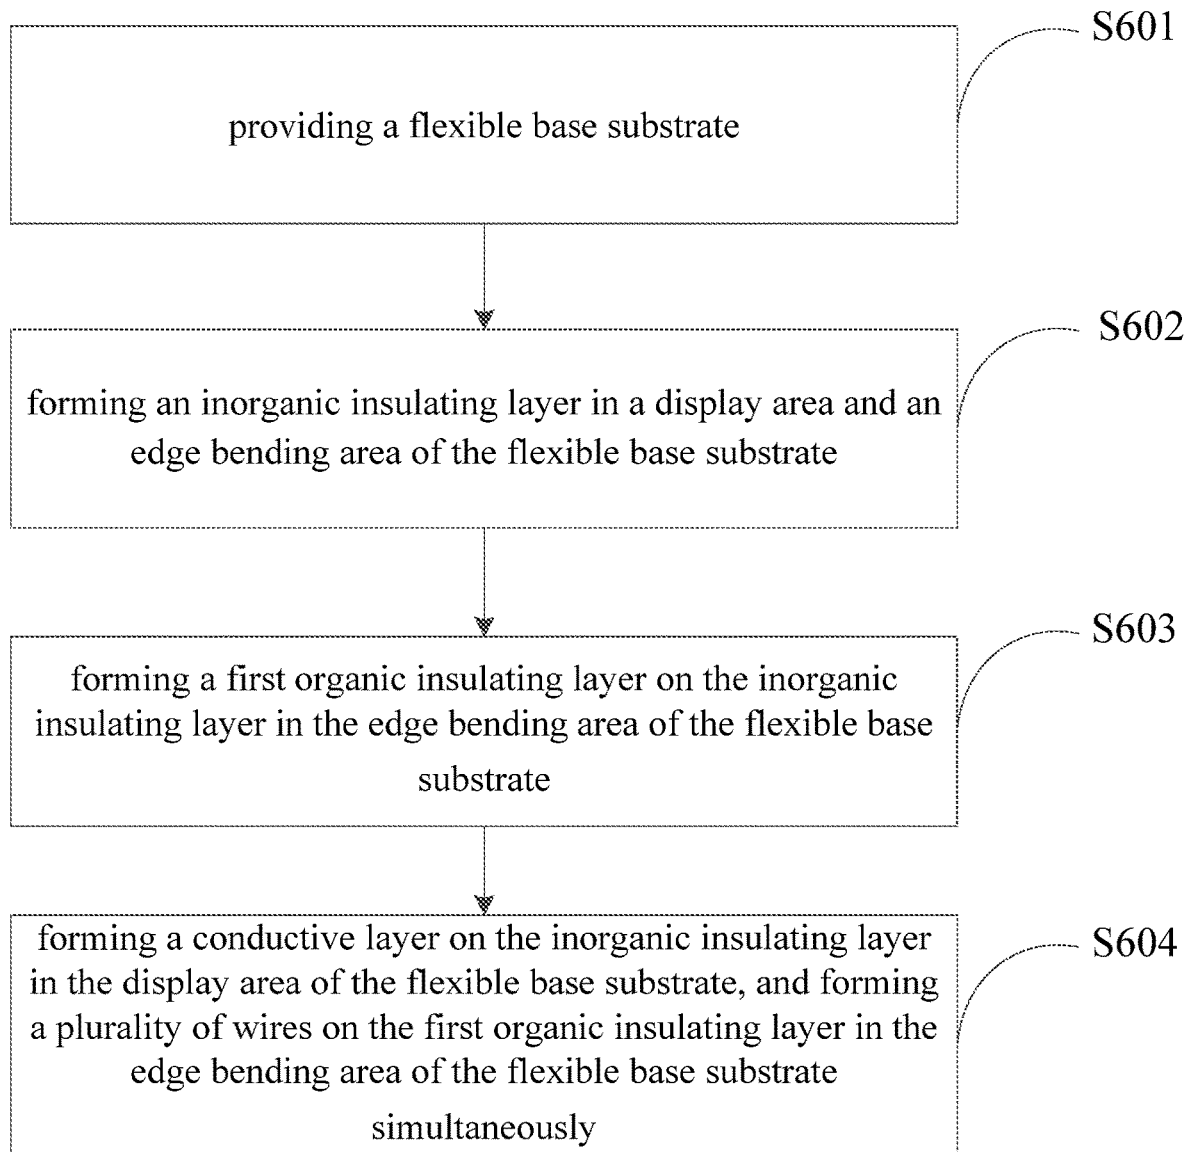 S601
providing a flexible base substrate
S602
forming an inorganic insulating layer in a display area and an
edge bending area of the flexible base substrate
S603
forming a first organic insulating layer on the inorganic
insulating layer in the edge bending area of the flexible base
substrate
S604
forming a conductive layer on the inorganic insulating layer
in the display area of the flexible base substrate, and forming
a plurality of wires on the first organic insulating layer in the
edge bending area of the flexible base substrate
simultaneously